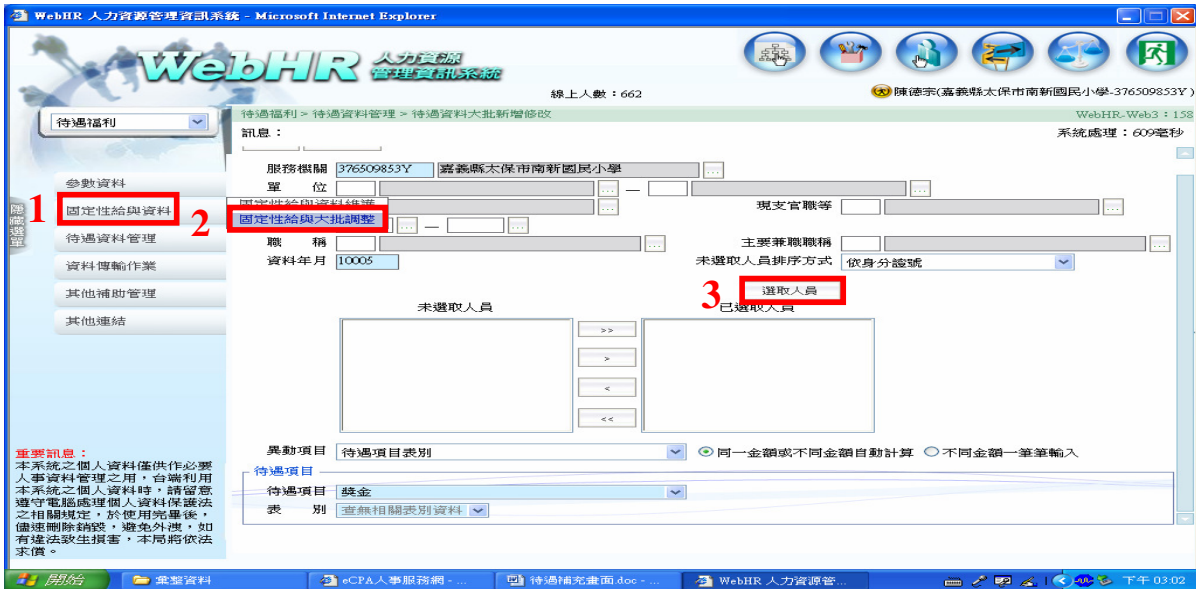 WebHR 人力資源管理資訊系統 - Microsoft Internet Explorer
WebHR 人力資源管理資訊系統
線上人數：662
陳德宗(嘉義縣太保市南新國民小學-376509853Y)
待遇福利
待遇福利 > 待遇資料管理 > 待遇資料大批新增修改
WebHR-Web3：158
訊息：
系統處理：609毫秒
參數資料
1 固定性給與資料
待遇資料管理
資料傳輸作業
其他補助管理
其他連結
隱藏選單
服務機關 376509853Y 嘉義縣太保市南新國民小學 ...
單 位 ... — ...
固定性給與資料維護 ... 現支官職等 ...
2 固定性給與大批調整 ... — ...
職 稱 ... 主要兼職職稱 ...
資料年月 10005 未選取人員排序方式 依身分證號
3 選取人員
未選取人員 已選取人員
>>
>
<
<<
異動項目 待遇項目表別 同一金額或不同金額自動計算 不同金額一筆筆輸入
待遇項目
待遇項目 獎金
表 別 查無相關表別資料
重要訊息：
本系統之個人資料僅供作必要
人事資料管理之用，台端利用
本系統之個人資料時，請留意
遵守電腦處理個人資料保護法
之相關規定，於使用完畢後，
儘速刪除銷毀，避免外洩，如
有違法致生損害，本局將依法
求償。
開始 彙整資料 eCPA人事服務網 - ... 待遇補充畫面.doc - ... WebHR 人力資源管... 下午 03:02